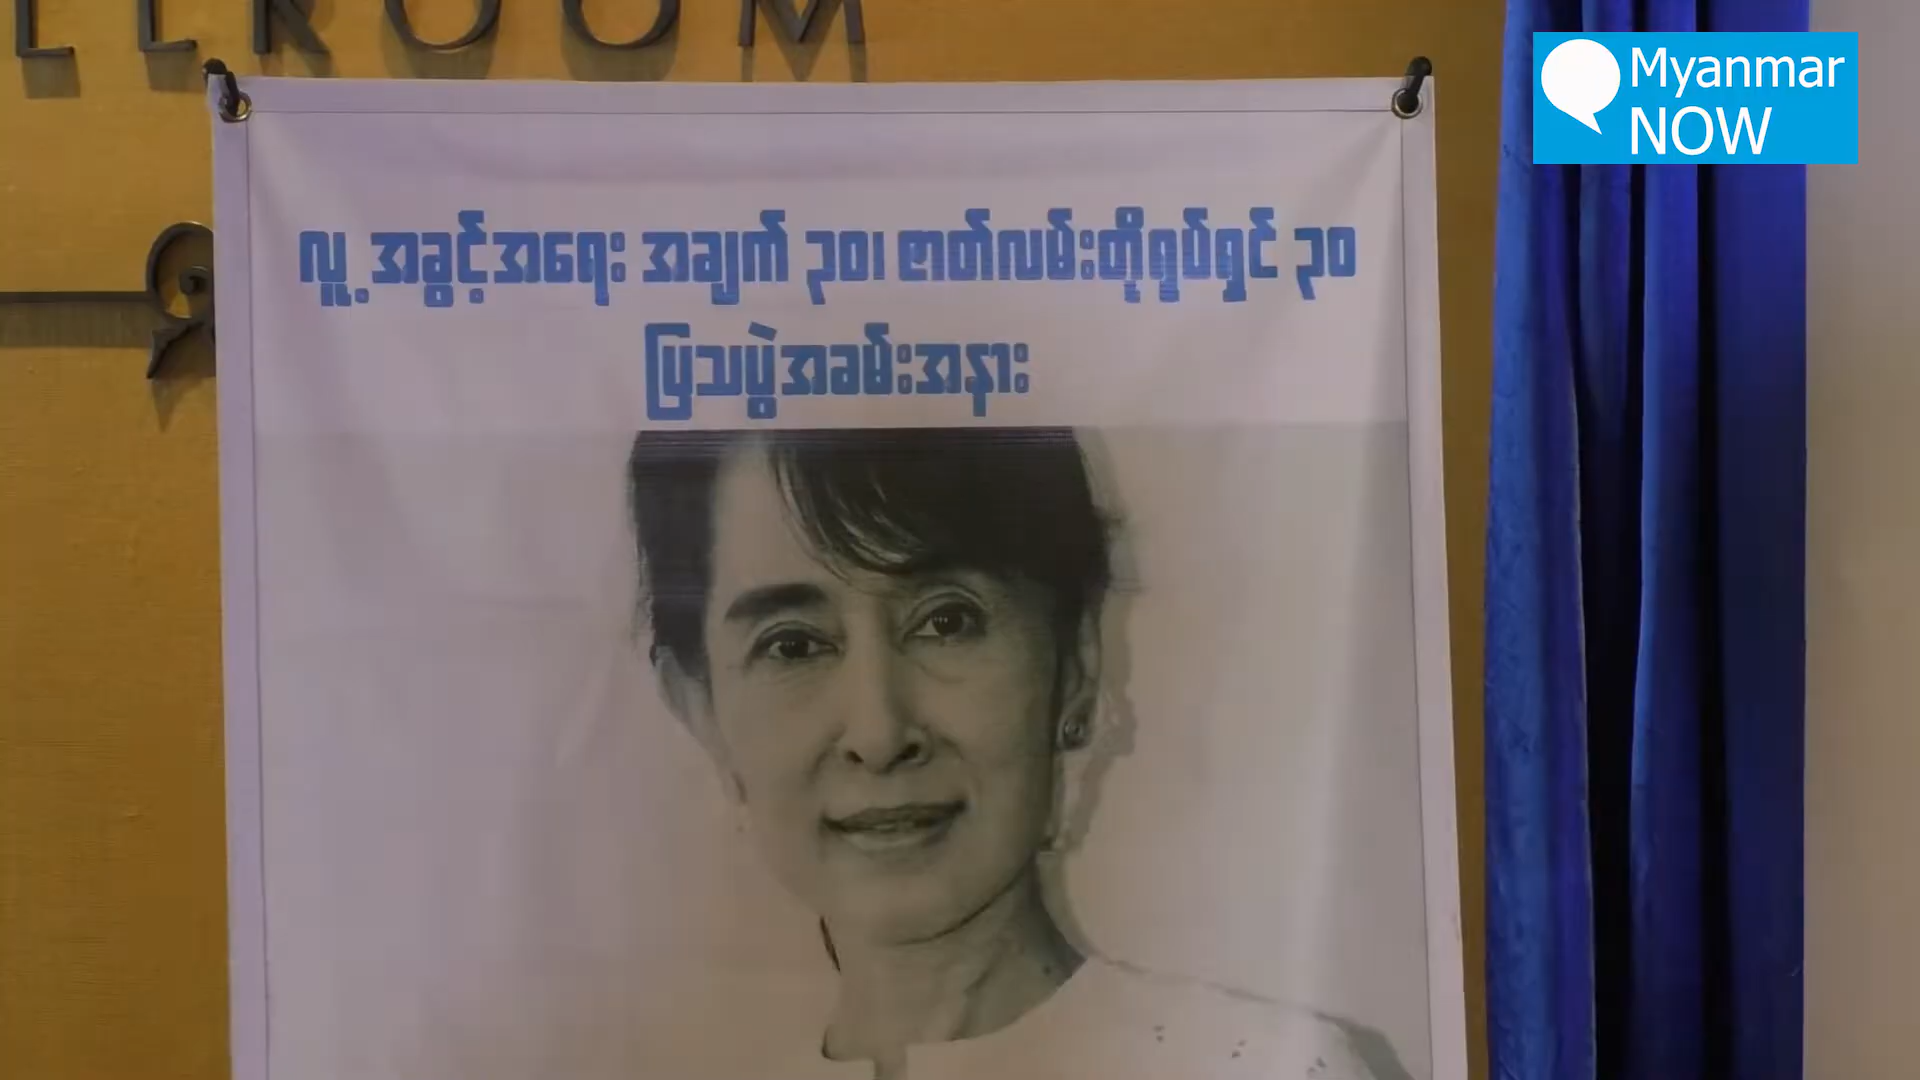 LLROOM
Myanmar
NOW
လူ့အခွင့်အရေး အချက် ၃၀၊ ဇာတ်လမ်းတိုရုပ်ရှင် ၃၀
ပြသပွဲအခမ်းအနား